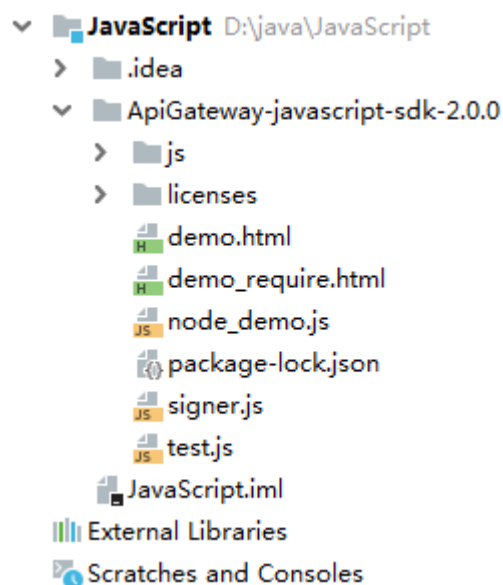 JavaScript D:\java\JavaScript
.idea
ApiGateway-javascript-sdk-2.0.0
js
licenses
demo.html
demo_require.html
node_demo.js
package-lock.json
signer.js
test.js
JavaScript.iml
External Libraries
Scratches and Consoles